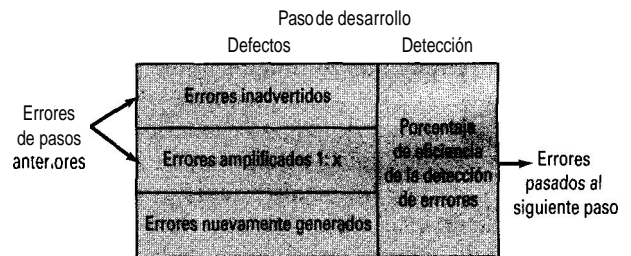 Paso de desarrollo
Defectos
Detección
Errores
de pasos
anteriores
Errores inadvertidos
Errores amplificados 1: x
Errores nuevamente generados
Porcentaje
de eficiencia
de la detección
de errrores
Errores
pasados al
siguiente paso